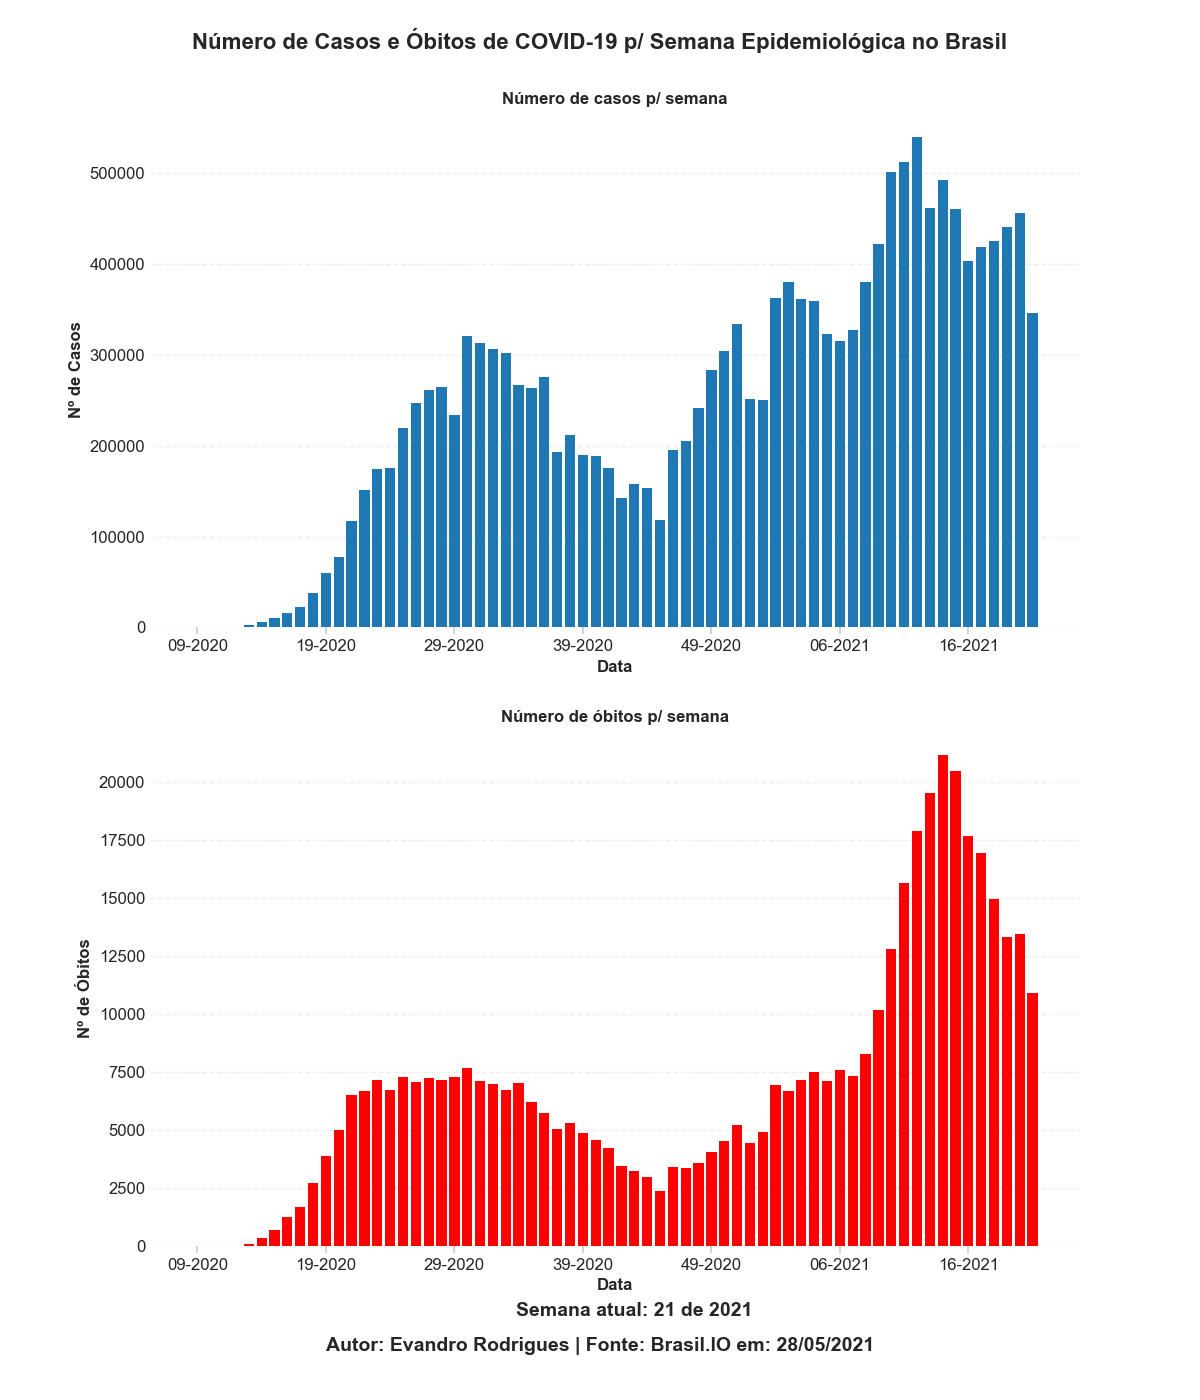 Número de Casos e Óbitos de COVID-19 p/ Semana Epidemiológica no Brasil
Número de casos p/ semana
500000
400000
300000
200000
100000
0
Nº de Casos
09-2020 19-2020 29-2020 39-2020 49-2020 06-2021 16-2021
Data
Número de óbitos p/ semana
20000
17500
15000
12500
10000
7500
5000
2500
0
Nº de Óbitos
09-2020 19-2020 29-2020 39-2020 49-2020 06-2021 16-2021
Data
Semana atual: 21 de 2021
Autor: Evandro Rodrigues | Fonte: Brasil.IO em: 28/05/2021